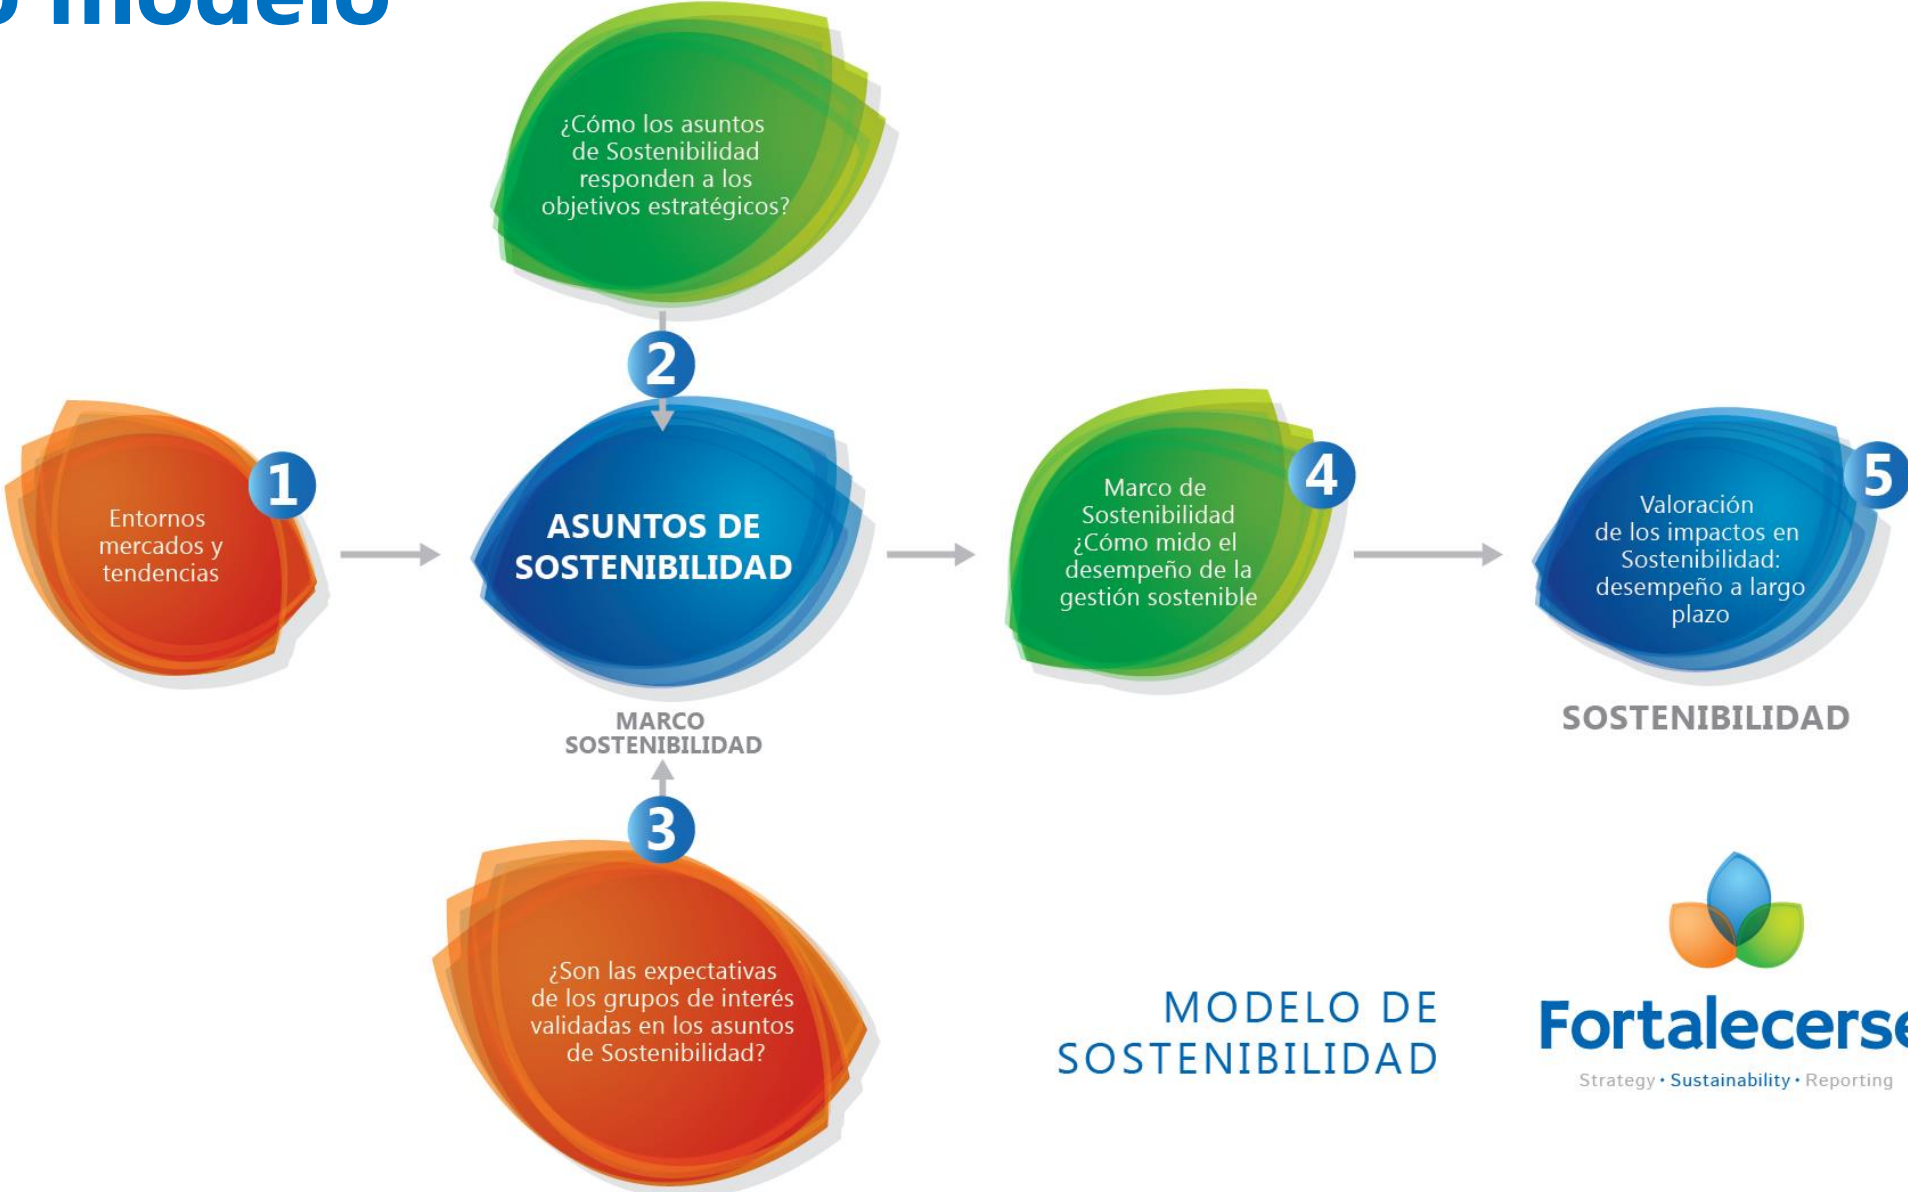 modelo
¿Cómo los asuntos
de Sostenibilidad
responden a los
objetivos estratégicos?
2
1
Entornos
mercados y
tendencias
ASUNTOS DE
SOSTENIBILIDAD
MARCO
SOSTENIBILIDAD
3
¿Son las expectativas
de los grupos de interés
validadas en los asuntos
de Sostenibilidad?
4
Marco de
Sostenibilidad
¿Cómo mido el
desempeño de la
gestión sostenible
5
Valoración
de los impactos en
Sostenibilidad:
desempeño a largo
plazo
SOSTENIBILIDAD
MODELO DE
SOSTENIBILIDAD
Fortalecerse
Strategy • Sustainability • Reporting